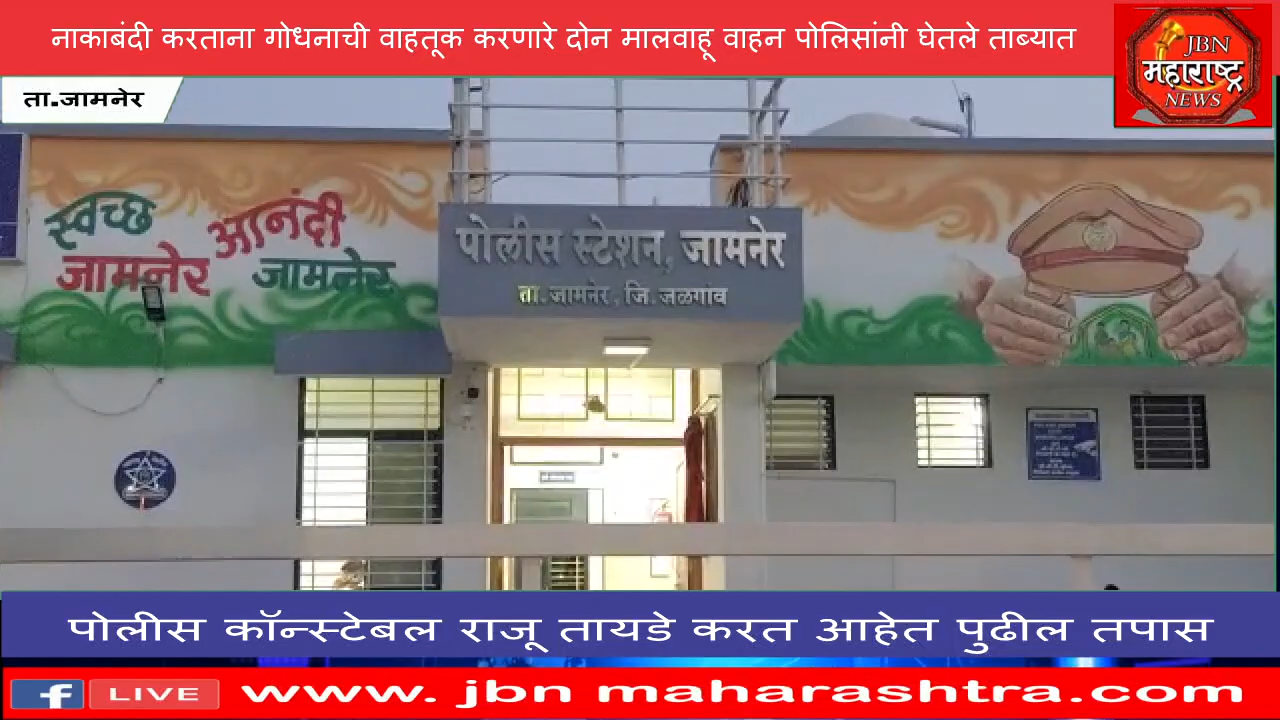 नाकाबंदी करताना गोधनाची वाहतूक करणारे दोन मालवाहू वाहन पोलिसांनी घेतले ताब्यात
JBN
महाराष्ट्र
NEWS
ता.जामनेर
स्वच्छ
जामनेर
आनंदी
जामनेर
पोलीस स्टेशन, जामनेर
ता.जामनेर, जि.जळगांव
पोलीस कॉन्स्टेबल राजू तायडे करत आहेत पुढील तपास
f LIVE www. jbn maharashtra.com